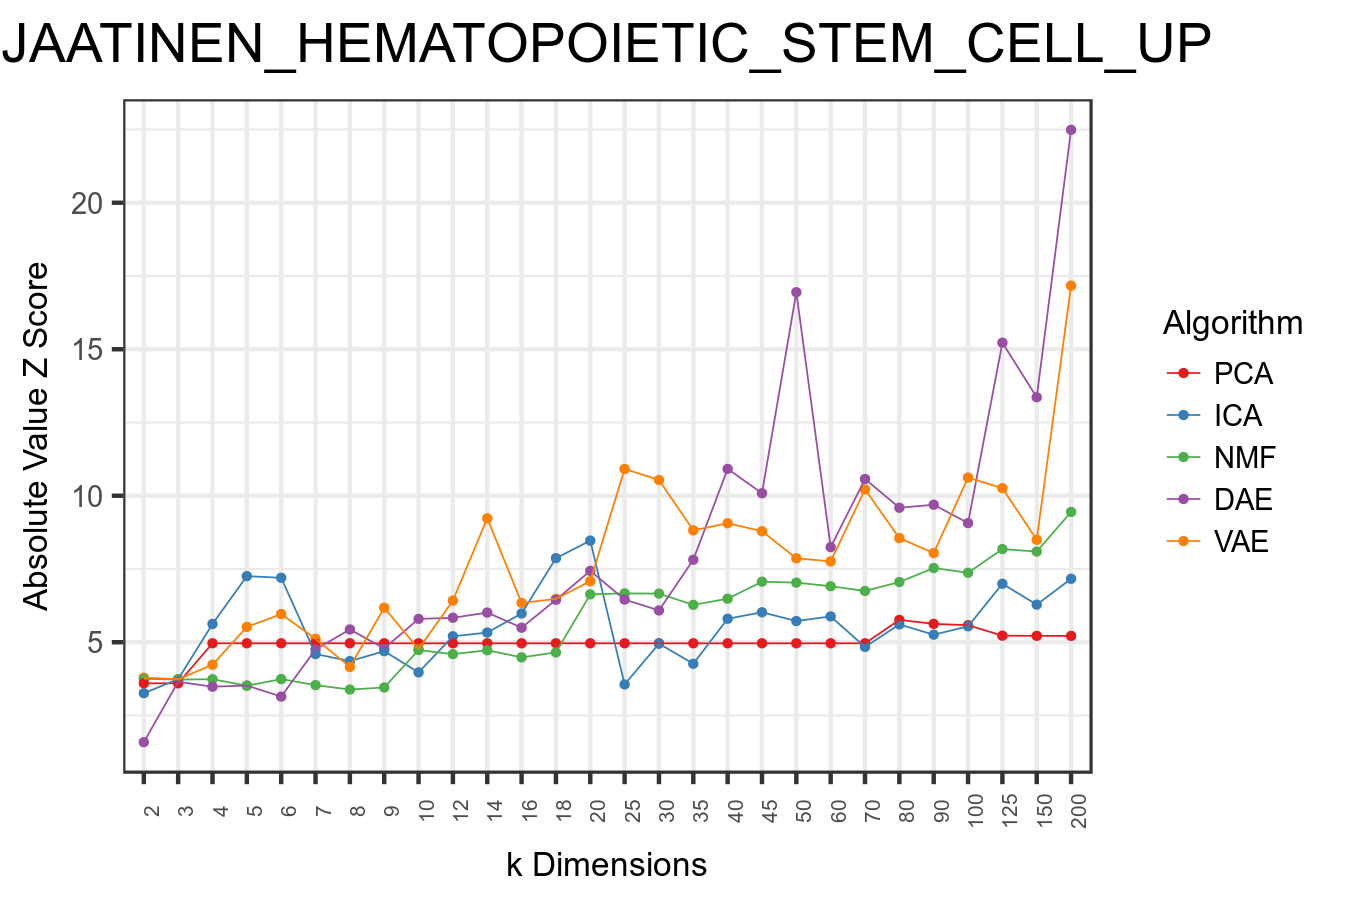 JAATINEN_HEMATOPOIETIC_STEM_CELL_UP
Absolute Value Z Score
20
15
10
5
2 3 4 5 6 7 8 9 10 12 14 16 18 20 25 30 35 40 45 50 60 70 80 90 100 125 150 200
k Dimensions
Algorithm
PCA
ICA
NMF
DAE
VAE